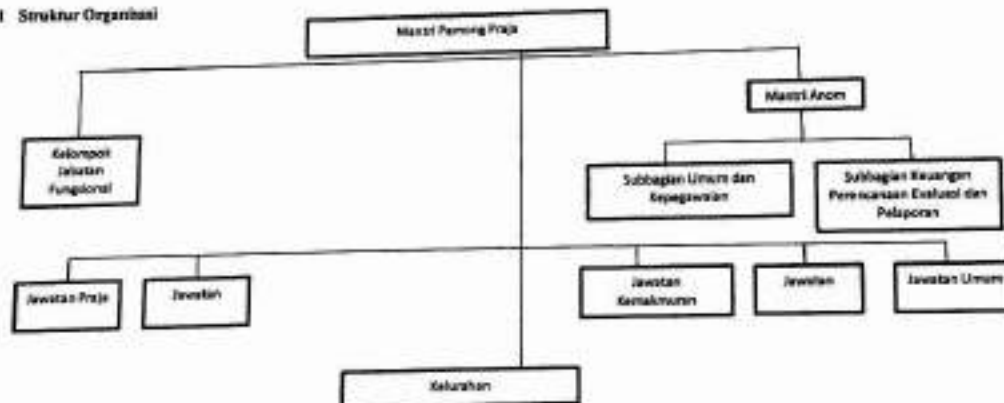 Struktur Organisasi
Mantri Pamong Praja
Mantri Anom
Kelompok
Jabatan
Fungsional
Subbagian Umum dan
Kepegawaian
Subbagian Keuangan
Perencanaan Evaluasi dan
Pelaporan
Jawatan Praja
Jawatan
Jawatan
Kemakmuran
Jawatan
Jawatan Umum
Kelurahan